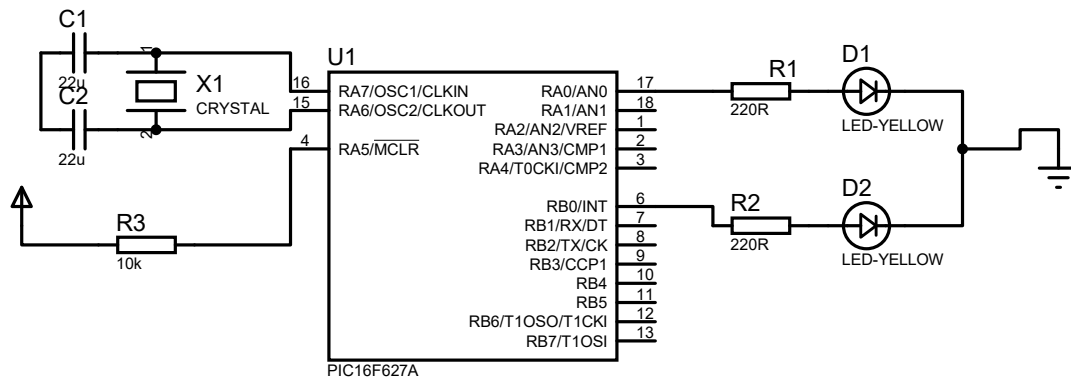 C1
22u
C2
22u
1
2
X1
CRYSTAL
R3
10k
U1
16
15
4
RA7/OSC1/CLKIN
RA6/OSC2/CLKOUT
RA5/MCLR
RA0/AN0
RA1/AN1
RA2/AN2/VREF
RA3/AN3/CMP1
RA4/T0CKI/CMP2
RB0/INT
RB1/RX/DT
RB2/TX/CK
RB3/CCP1
RB4
RB5
RB6/T1OSO/T1CKI
RB7/T1OSI
17
18
1
2
3
6
7
8
9
10
11
12
13
PIC16F627A
R1
220R
D1
LED-YELLOW
R2
220R
D2
LED-YELLOW